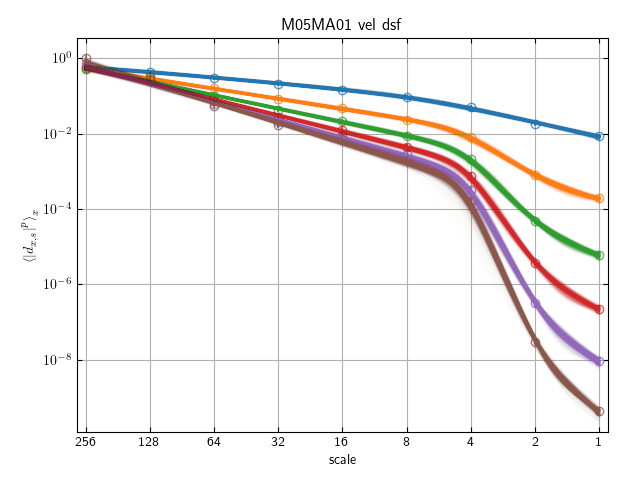 M05MA01 vel dsf
10^0
10^{-2}
10^{-4}
10^{-6}
10^{-8}
⟨|d_{x,s}|^p⟩_x
256 128 64 32 16 8 4 2 1
scale